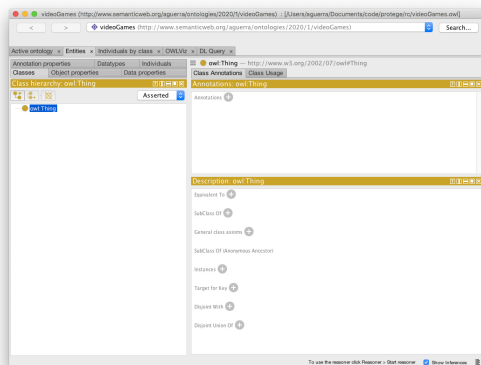 videoGames (http://www.semanticweb.org/aguerra/ontologies/2020/1/videoGames) : [/Users/aguerra/Documents/code/protege/rc/videoGames.owl]
< > videoGames (http://www.semanticweb.org/aguerra/ontologies/2020/1/videoGames) Search...
Active ontology × Entities × Individuals by class × OWLViz × DL Query ×
Annotation properties Datatypes Individuals
Classes Object properties Data properties
Class hierarchy: owl:Thing
Asserted
owl:Thing
owl:Thing — http://www.w3.org/2002/07/owl#Thing
Class Annotations Class Usage
Annotations: owl:Thing
Annotations
Description: owl:Thing
Equivalent To
SubClass Of
General class axioms
SubClass Of (Anonymous Ancestor)
Instances
Target for Key
Disjoint With
Disjoint Union Of
To use the reasoner click Reasoner > Start reasoner Show Inferences